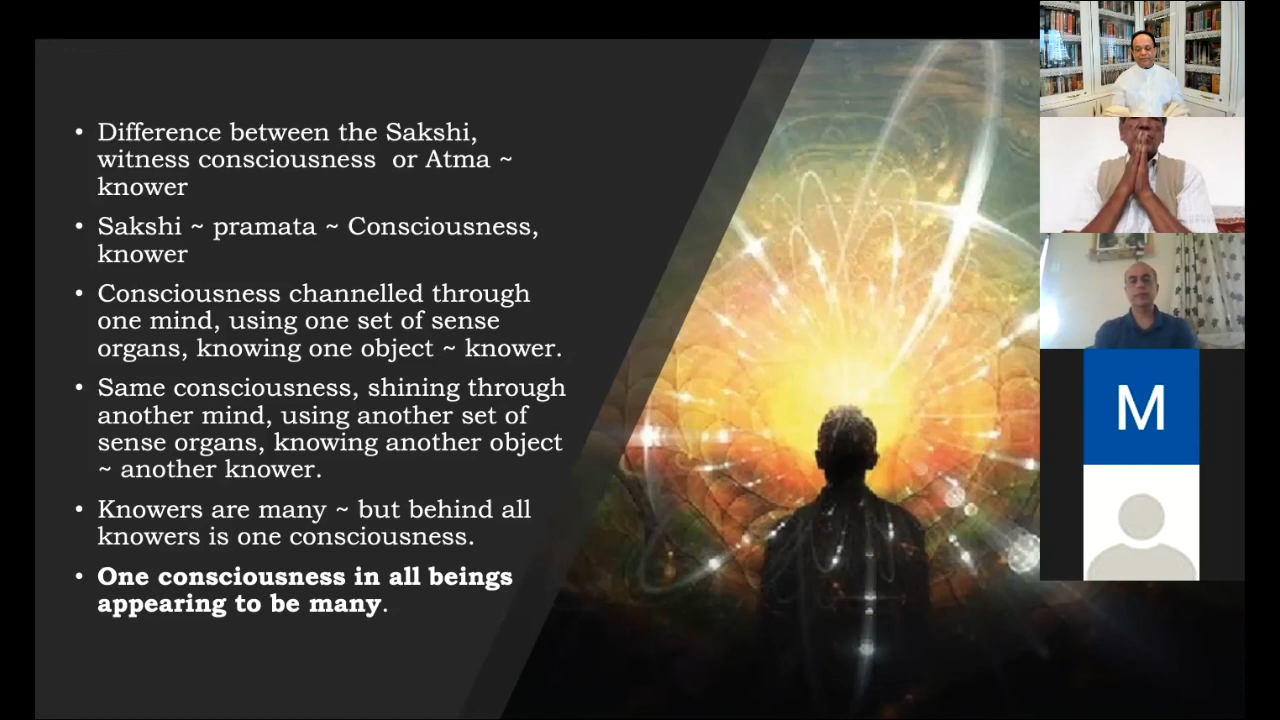 • Difference between the Sakshi,
witness consciousness or Atma ~
knower
• Sakshi ~ pramata ~ Consciousness,
knower
• Consciousness channelled through
one mind, using one set of sense
organs, knowing one object ~ knower.
• Same consciousness, shining through
another mind, using another set of
sense organs, knowing another object
~ another knower.
• Knowers are many ~ but behind all
knowers is one consciousness.
• One consciousness in all beings
appearing to be many.
M